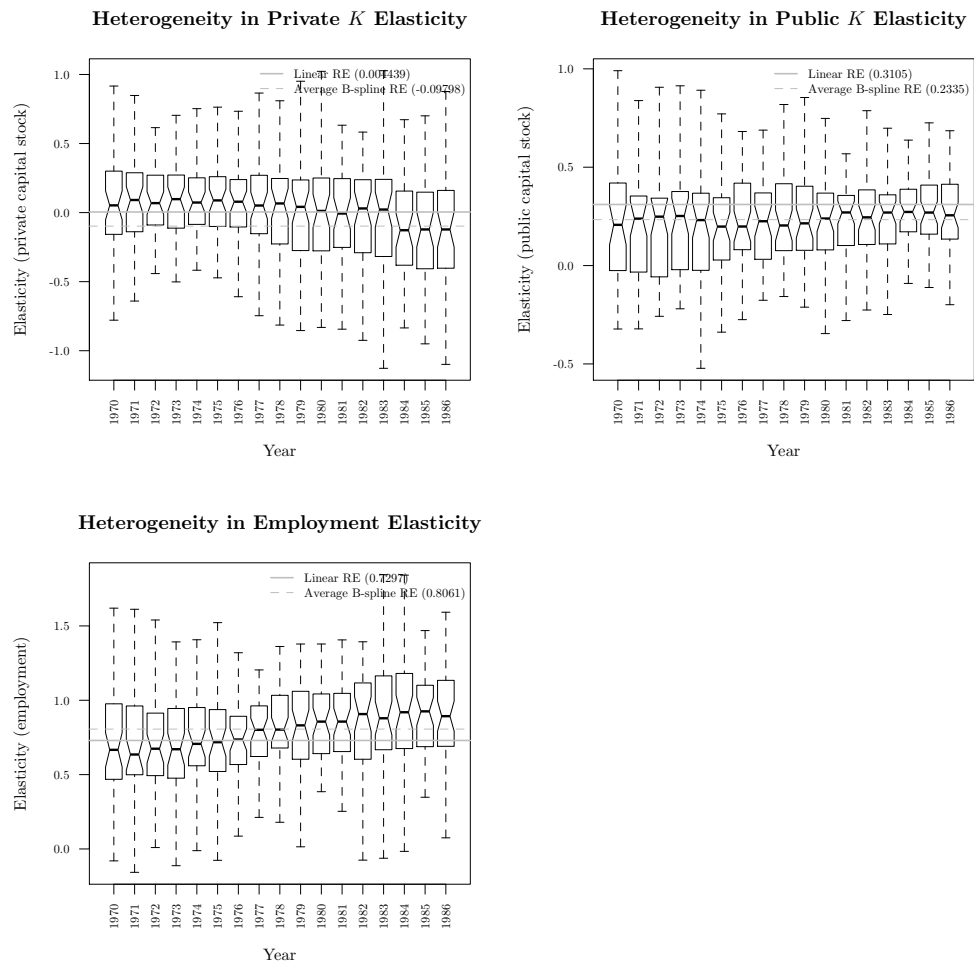 Heterogeneity in Private K Elasticity
Linear RE (0.004439)
Average B-spline RE (-0.09798)
Elasticity (private capital stock)
1.0
0.5
0.0
-0.5
-1.0
1970 1971 1972 1973 1974 1975 1976 1977 1978 1979 1980 1981 1982 1983 1984 1985 1986
Year
Heterogeneity in Public K Elasticity
Linear RE (0.3105)
Average B-spline RE (0.2335)
Elasticity (public capital stock)
1.0
0.5
0.0
-0.5
1970 1971 1972 1973 1974 1975 1976 1977 1978 1979 1980 1981 1982 1983 1984 1985 1986
Year
Heterogeneity in Employment Elasticity
Linear RE (0.7297)
Average B-spline RE (0.8061)
Elasticity (employment)
1.5
1.0
0.5
0.0
1970 1971 1972 1973 1974 1975 1976 1977 1978 1979 1980 1981 1982 1983 1984 1985 1986
Year